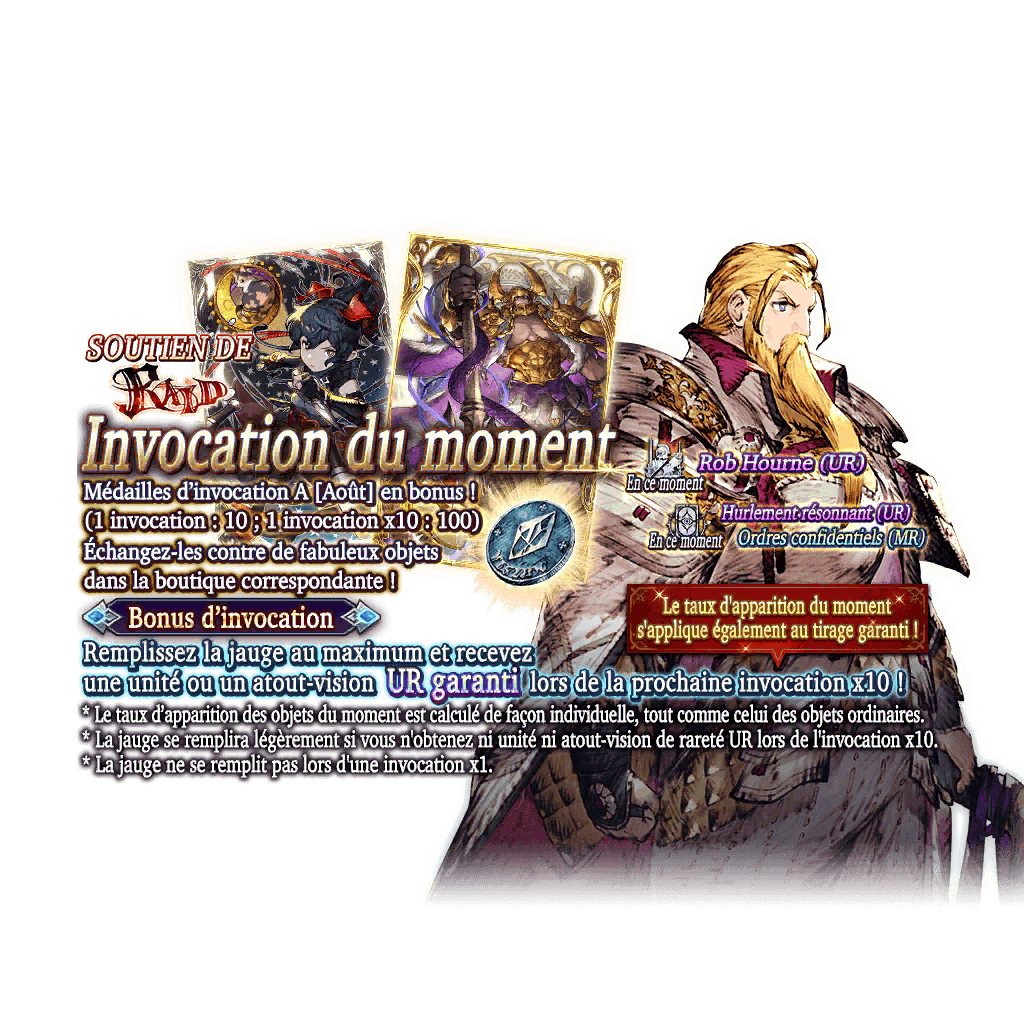 SOUTIEN DE
RAID
Invocation du moment
Médailles d'invocation A [Août] en bonus !
(1 invocation : 10 ; 1 invocation x10 : 100)
Échangez-les contre de fabuleux objets
dans la boutique correspondante !
En ce moment
Rob Hourne (UR)
En ce moment
Hurlement résonnant (UR)
Ordres confidentiels (MR)
Le taux d'apparition du moment
s'applique également au tirage garanti !
Bonus d'invocation
Remplissez la jauge au maximum et recevez
une unité ou un atout-vision UR garanti lors de la prochaine invocation x10 !
* Le taux d'apparition des objets du moment est calculé de façon individuelle, tout comme celui des objets ordinaires.
* La jauge se remplira légèrement si vous n'obtenez ni unité ni atout-vision de rareté UR lors de l'invocation x10.
* La jauge ne se remplit pas lors d'une invocation x1.